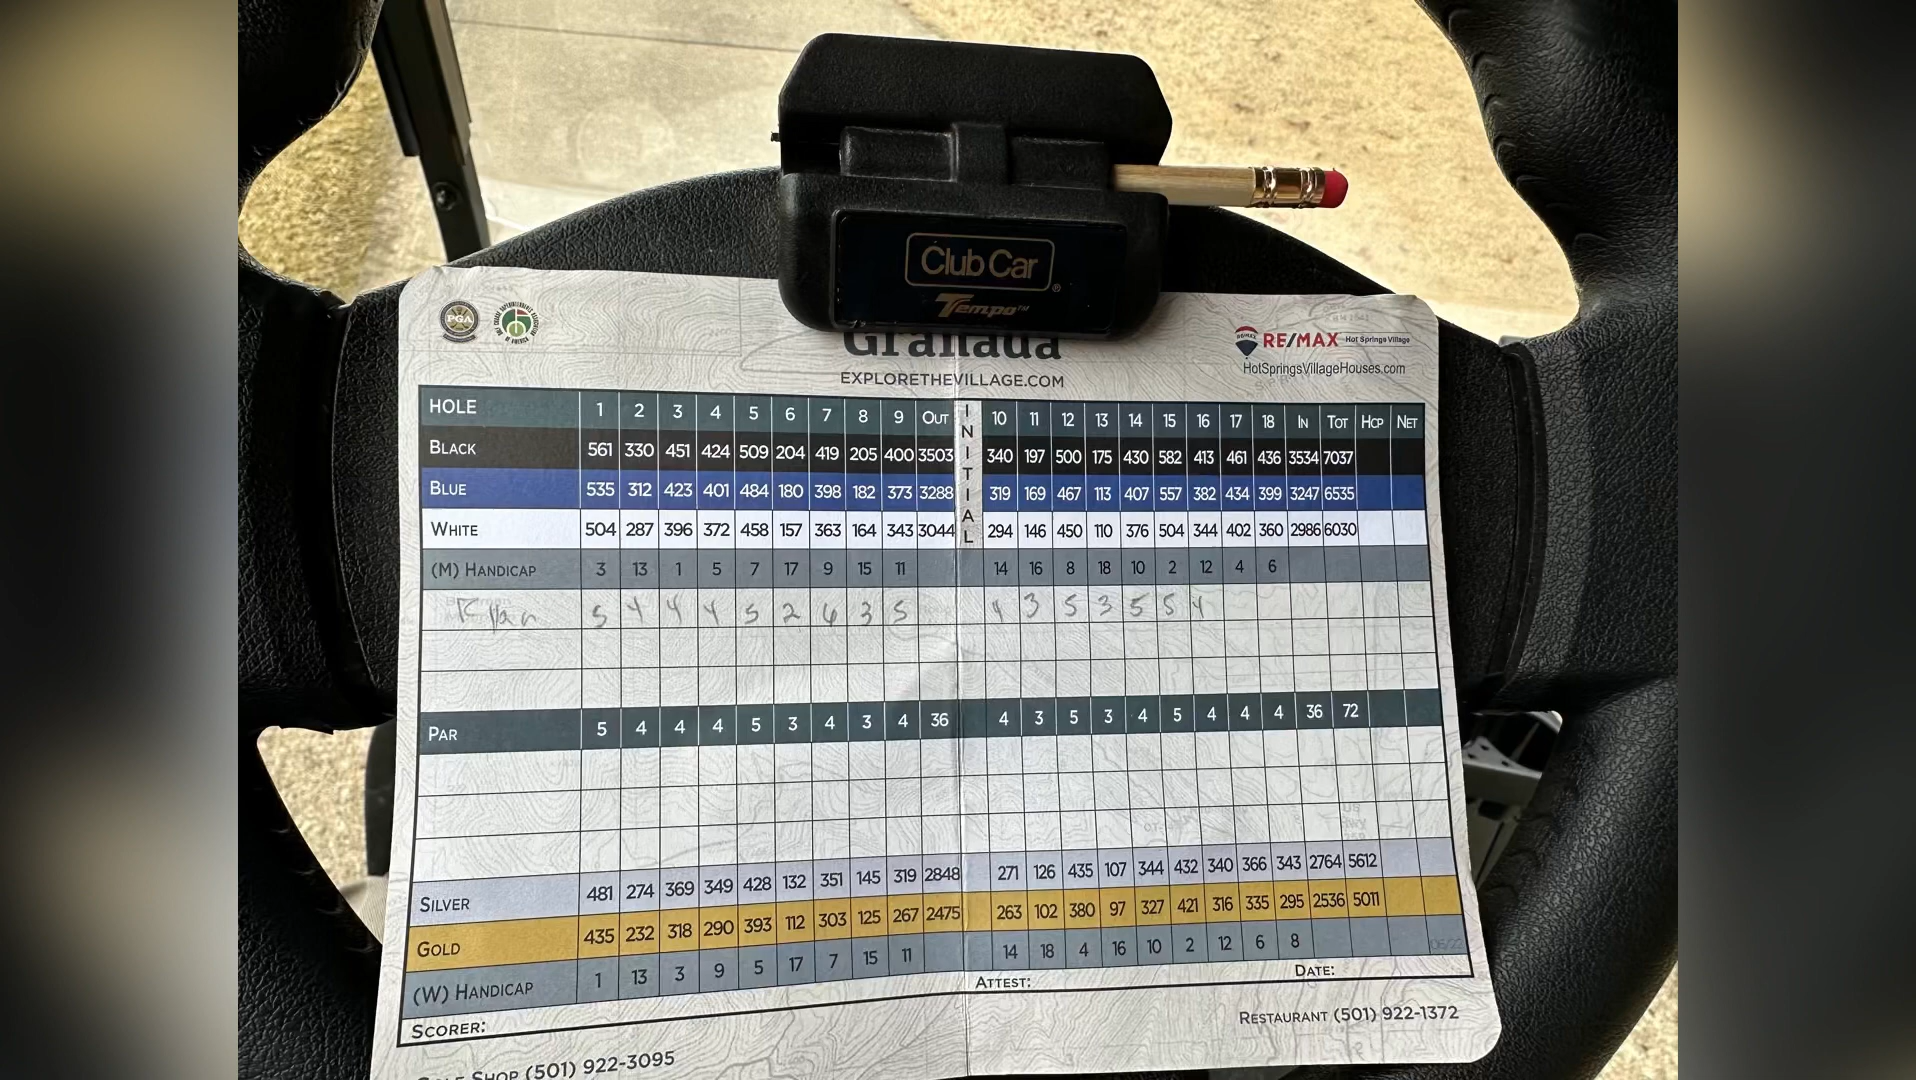 Club Car®
Tempo™
PGA
Granada
EXPLORETHEVILLAGE.COM
RE/MAX Hot Springs Village
HotSpringsVillageHouses.com
HOLE 1 2 3 4 5 6 7 8 9 OUT INITIAL 10 11 12 13 14 15 16 17 18 IN TOT HCP NET
BLACK 561 330 451 424 509 204 419 205 400 3503 340 197 500 175 430 582 413 461 436 3534 7037
BLUE 535 312 423 401 484 180 398 182 373 3288 319 169 467 113 407 557 382 434 399 3247 6535
WHITE 504 287 396 372 458 157 363 164 343 3044 294 146 450 110 376 504 344 402 360 2986 6030
(M) HANDICAP 3 13 1 5 7 17 9 15 11 14 16 8 18 10 2 12 4 6
Ryan 5 4 4 4 5 2 6 3 5 4 3 5 3 5 5 4
PAR 5 4 4 4 5 3 4 3 4 36 4 3 5 3 4 5 4 4 4 36 72
SILVER 481 274 369 349 428 132 351 145 319 2848 271 126 435 107 344 432 340 366 343 2764 5612
GOLD 435 232 318 290 393 112 303 125 267 2475 263 102 380 97 327 421 316 335 295 2536 5011
(W) HANDICAP 1 13 3 9 5 17 7 15 11 14 18 4 16 10 2 12 6 8
SCORER: ATTEST: DATE:
GOLF SHOP (501) 922-3095 RESTAURANT (501) 922-1372